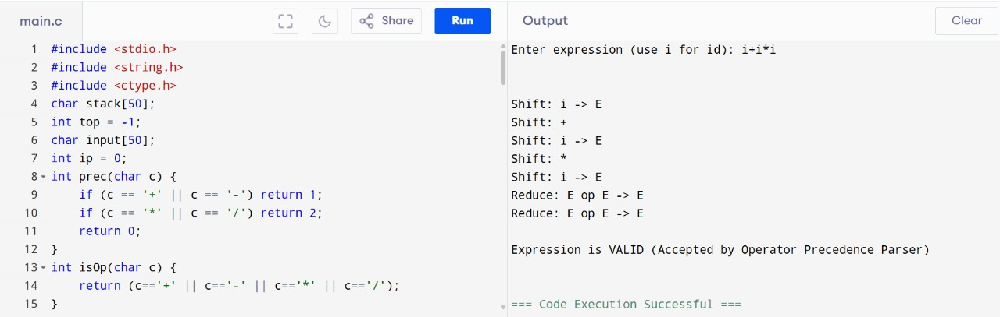 main.c
Share
Run
Output
Clear
1 #include <stdio.h>
2 #include <string.h>
3 #include <ctype.h>
4 char stack[50];
5 int top = -1;
6 char input[50];
7 int ip = 0;
8 int prec(char c) {
9     if (c == '+' || c == '-') return 1;
10     if (c == '*' || c == '/') return 2;
11     return 0;
12 }
13 int isOp(char c) {
14     return (c=='+' || c=='-' || c=='*' || c=='/');
15 }
Enter expression (use i for id): i+i*i
Shift: i -> E
Shift: +
Shift: i -> E
Shift: *
Shift: i -> E
Reduce: E op E -> E
Reduce: E op E -> E
Expression is VALID (Accepted by Operator Precedence Parser)
=== Code Execution Successful ===